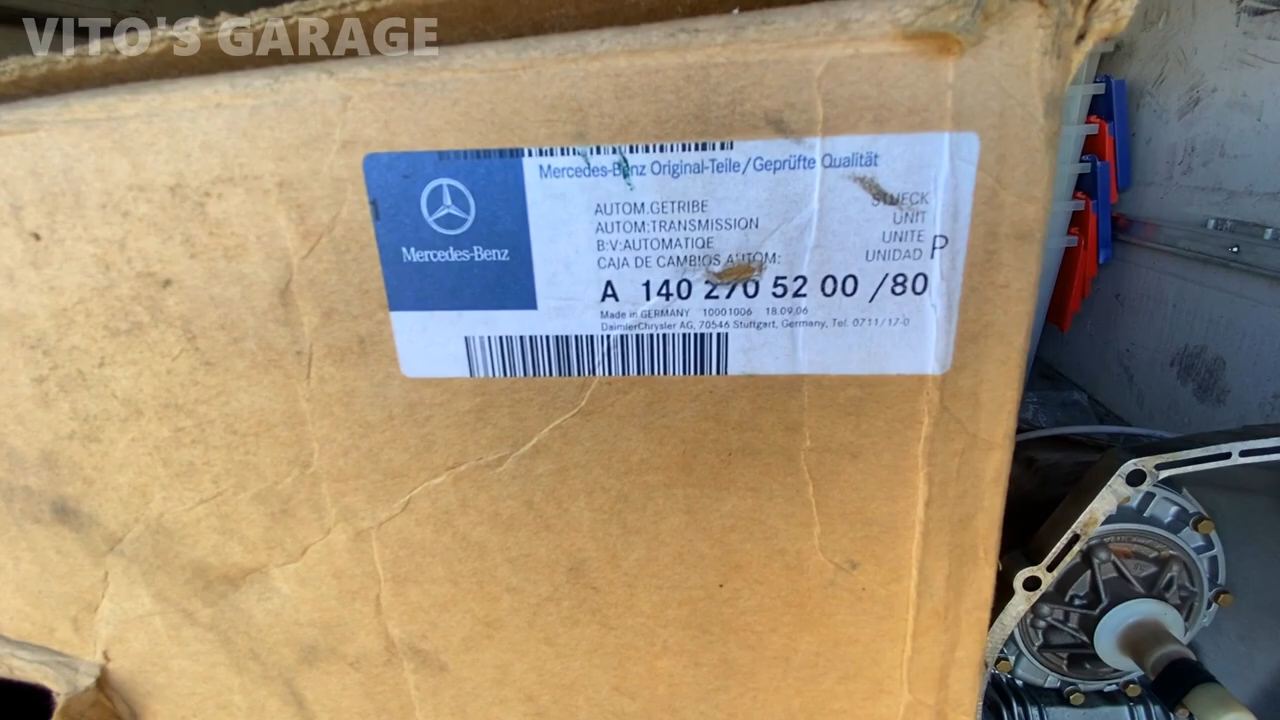 VITO'S GARAGE
Mercedes-Benz Original-Teile/Geprüfte Qualität
Mercedes-Benz
AUTOM.GETRIBE STUECK
AUTOM:TRANSMISSION UNIT
B:V:AUTOMATIQE UNITE
CAJA DE CAMBIOS AUTOM: UNIDAD P
A 140 270 52 00 /80
Made in GERMANY 10001006 18.09.06
DaimlerChrysler AG, 70546 Stuttgart, Germany, Tel. 0711/17-0